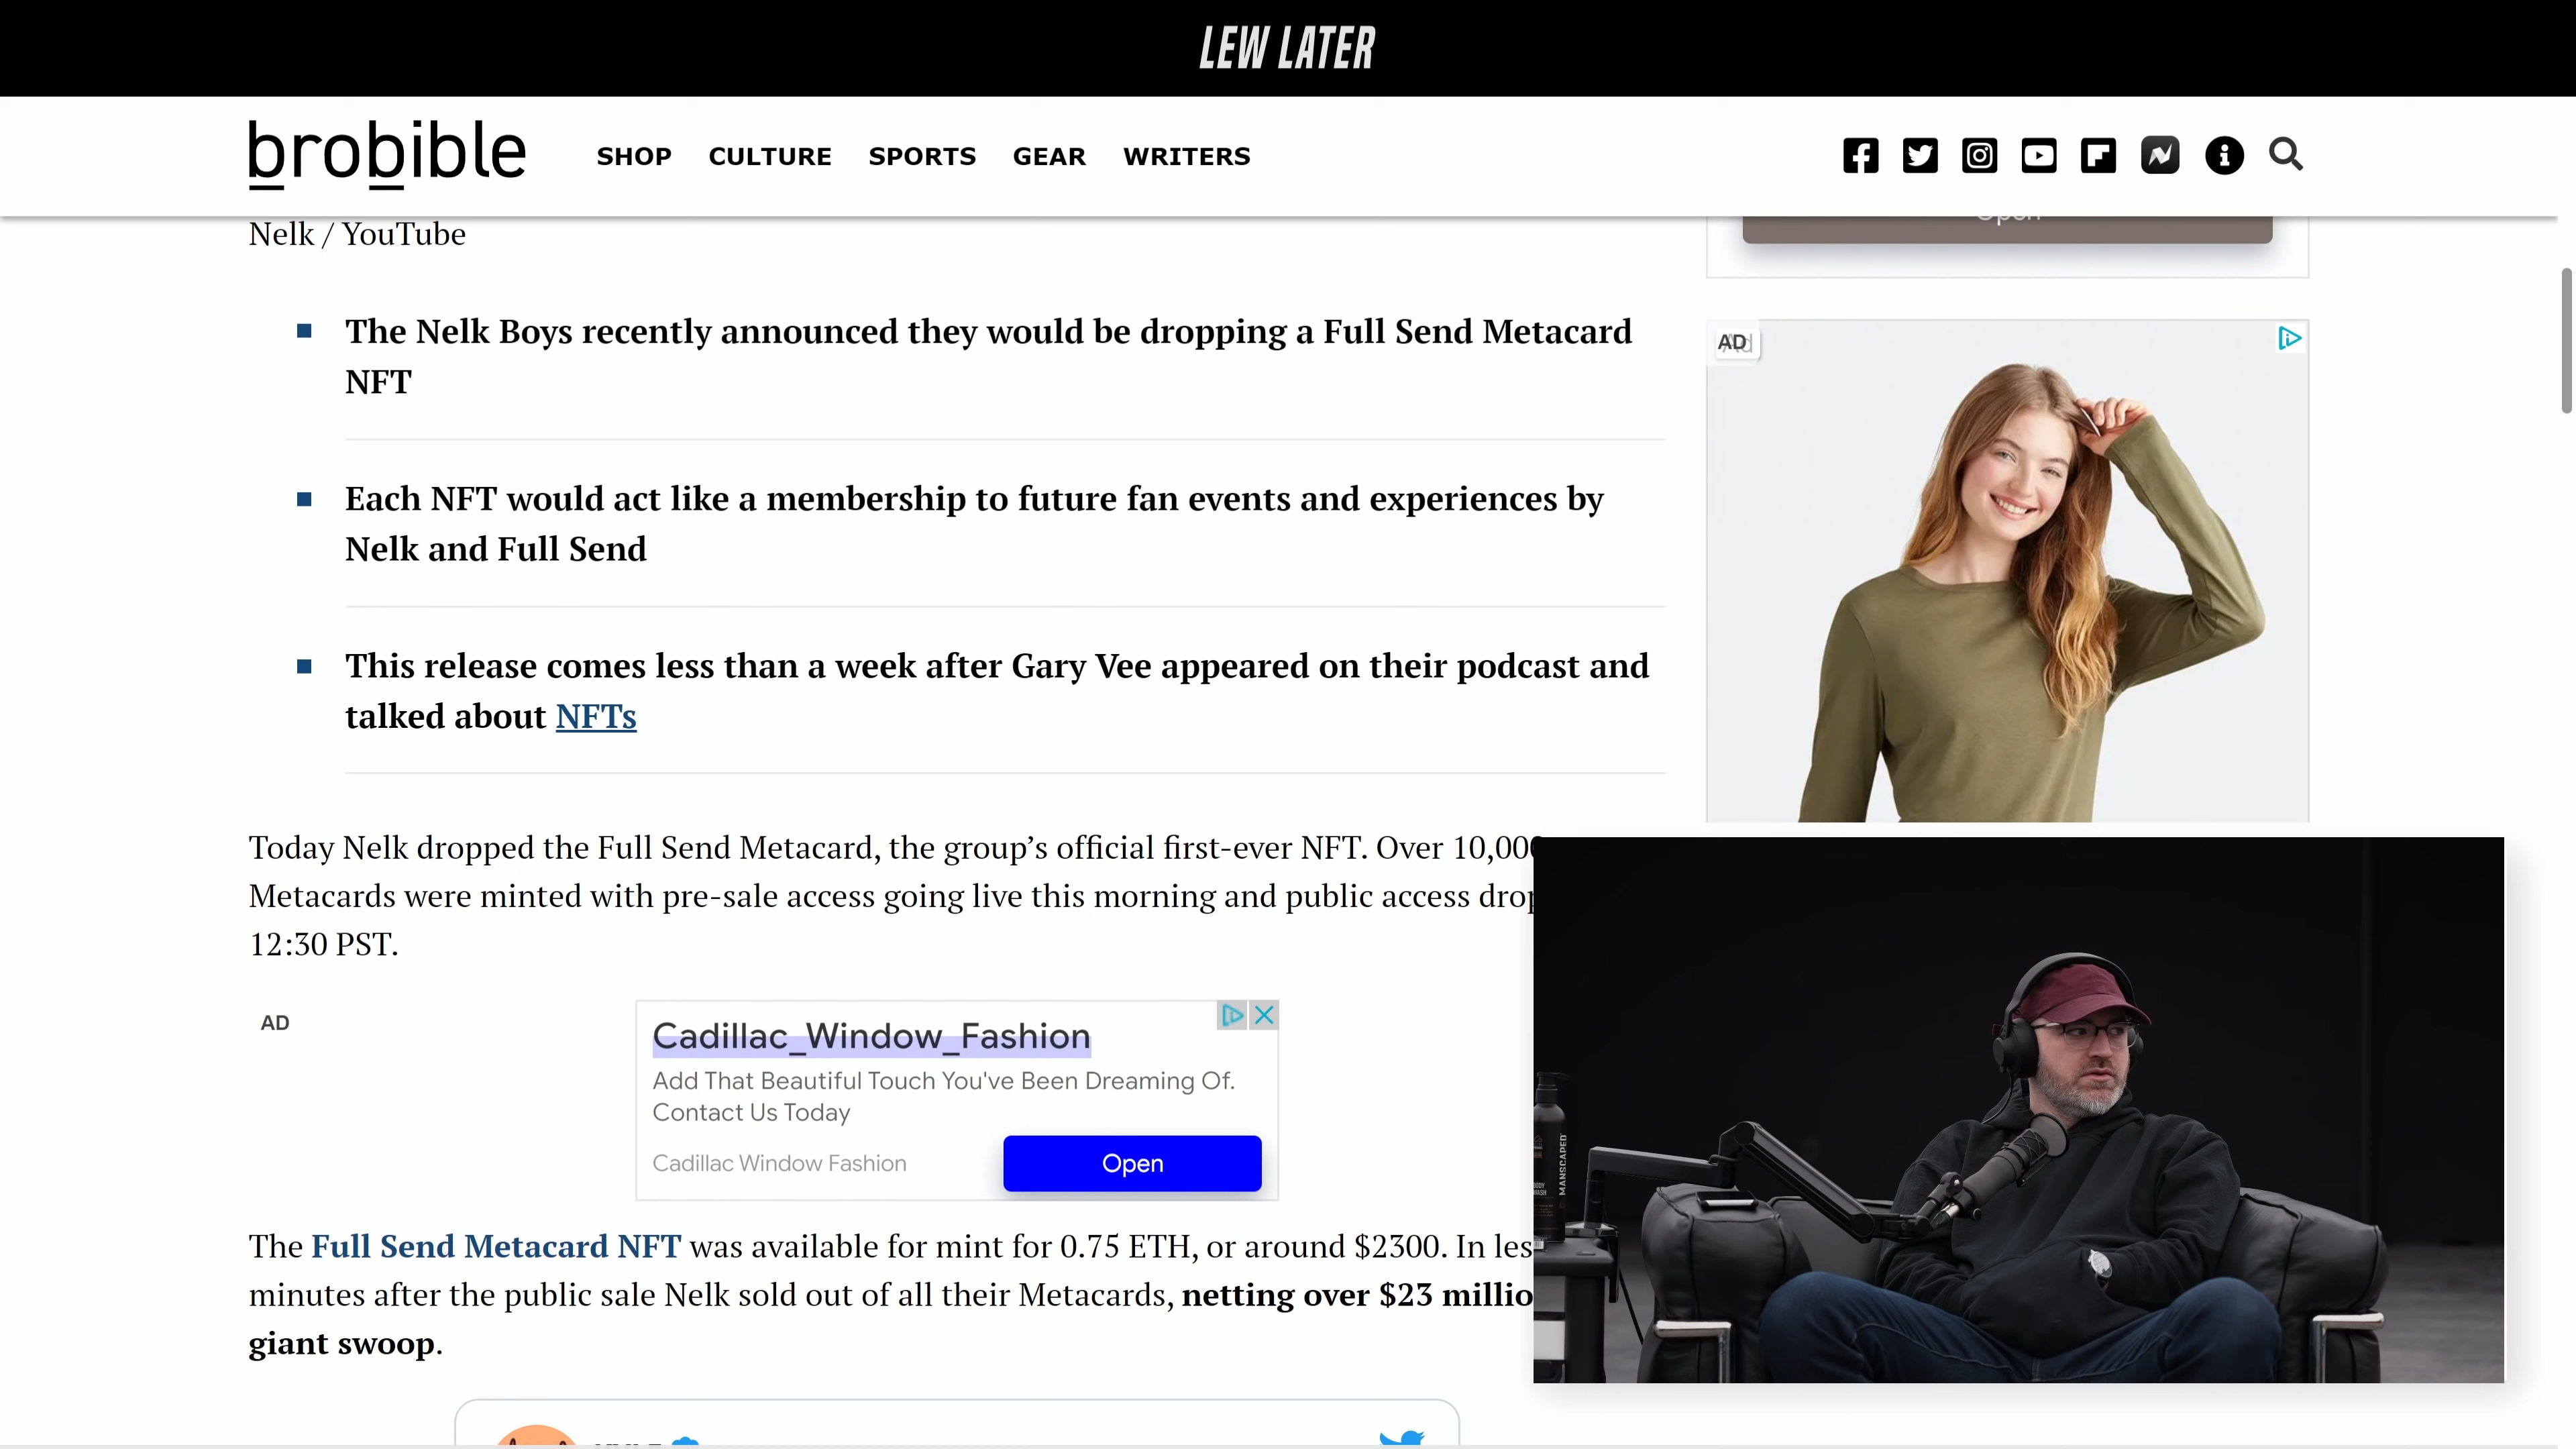 LEW LATER
brobible
SHOP CULTURE SPORTS GEAR WRITERS
Nelk / YouTube
Open
The Nelk Boys recently announced they would be dropping a Full Send Metacard
NFT
Each NFT would act like a membership to future fan events and experiences by
Nelk and Full Send
This release comes less than a week after Gary Vee appeared on their podcast and
talked about NFTs
AD
Today Nelk dropped the Full Send Metacard, the group's official first-ever NFT. Over 10,000
Metacards were minted with pre-sale access going live this morning and public access
12:30 PST.
AD
Cadillac_Window_Fashion
Add That Beautiful Touch You've Been Dreaming Of.
Contact Us Today
Cadillac Window Fashion
Open
The Full Send Metacard NFT was available for mint for 0.75 ETH, or around $2300. In
minutes after the public sale Nelk sold out of all their Metacards, netting over $23
giant swoop.
MANSCAPED